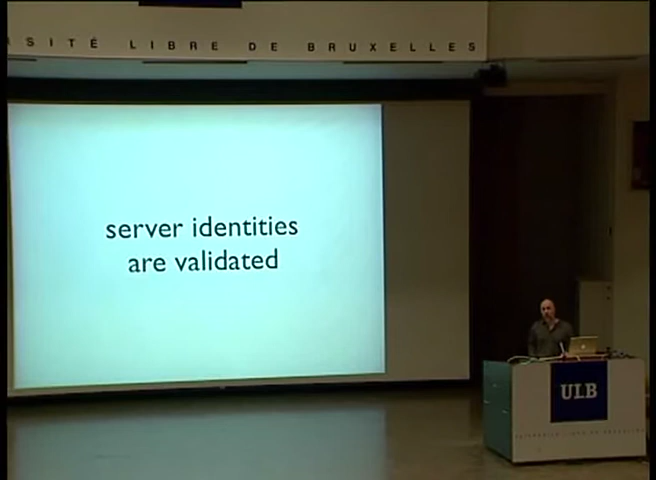 SITÉ LIBRE DE BRUXELLES
server identities
are validated
ULB